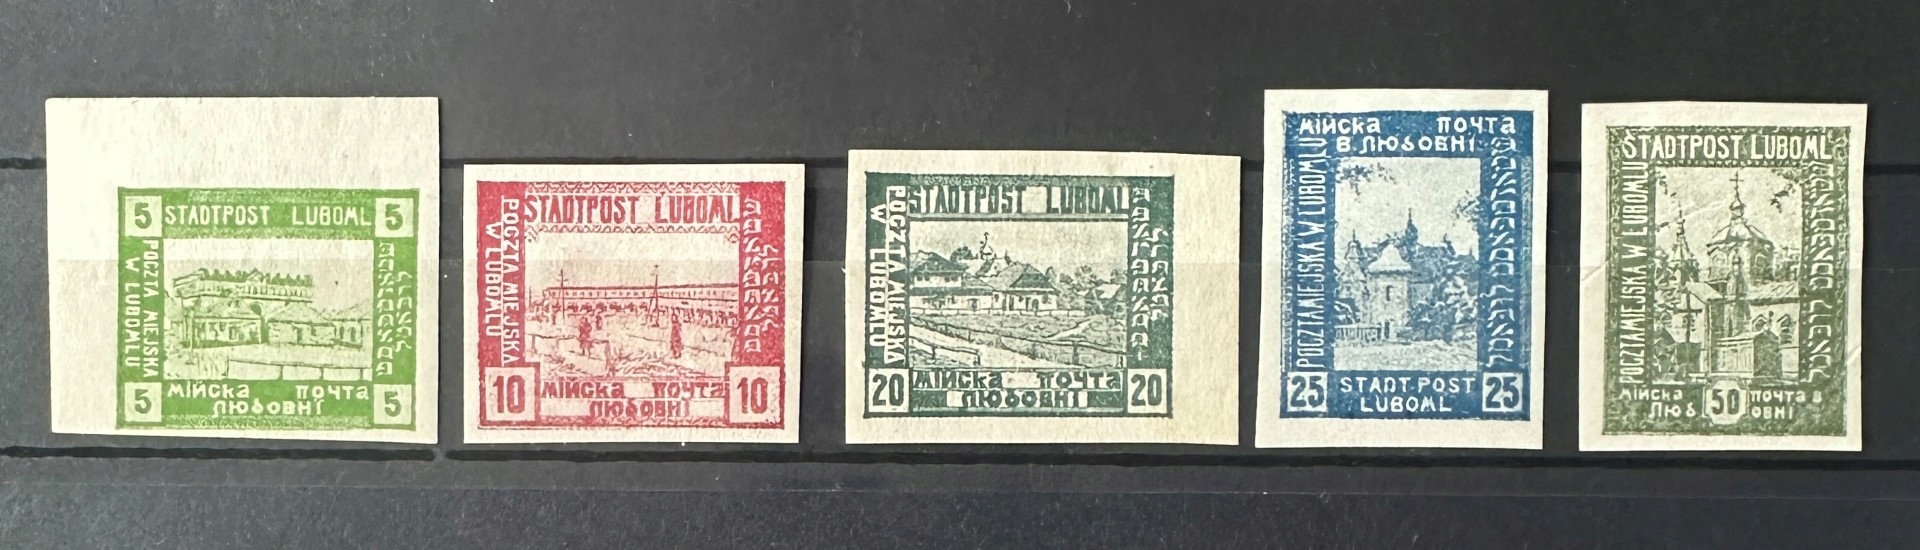 5 STADTPOST LUBOML 5
POCZTA MIEJSKA
W LUBOMLU
5 МІЙСКА ПОЧТА 5
ЛЮБОВНІ
STADTPOST LUBOML
POCZTA MIEJSKA
W LUBOMLU
10 МІЙСКА ПОЧТА 10
ЛЮБОВНІ
STADTPOST LUBOML
POCZTA MIEJSKA
W LUBOMLU
20 МІЙСКА ПОЧТА 20
ЛЮБОВНІ
МІЙСКА ПОЧТА
В ЛЮБОВНІ
POCZTA MIEJSKA W LUBOMLU
25 STADT-POST 25
LUBOML
STADTPOST LUBOML
POCZTA MIEJSKA W LUBOMLU
МІЙСКА 50 ПОЧТА В
ЛЮБ ОВНІ